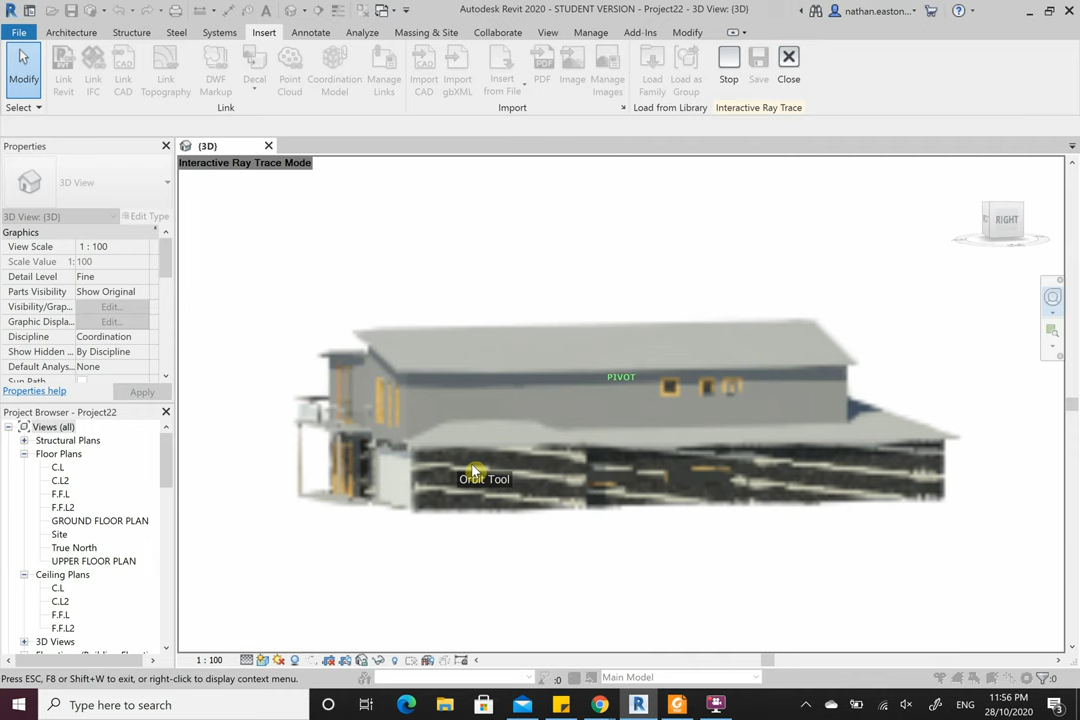 Autodesk Revit 2020 - STUDENT VERSION - Project22 - 3D View: {3D}
nathan.easton...
File Architecture Structure Steel Systems Insert Annotate Analyze Massing & Site Collaborate View Manage Add-Ins Modify
Modify
Link Revit
Link IFC
Link CAD
Link Topography
DWF Markup
Decal
Point Cloud
Coordination Model
Manage Links
Import CAD
Import gbXML
Insert from File
PDF
Image
Manage Images
Load Family
Load as Group
Stop
Save
Close
Select Link Import Load from Library Interactive Ray Trace
Properties
{3D}
Interactive Ray Trace Mode
3D View
3D View: {3D} Edit Type
Graphics
View Scale 1 : 100
Scale Value 1: 100
Detail Level Fine
Parts Visibility Show Original
Visibility/Grap... Edit...
Graphic Displa... Edit...
Discipline Coordination
Show Hidden ... By Discipline
Default Analys... None
Sun Path
Properties help Apply
RIGHT
PIVOT
Orbit Tool
Project Browser - Project22
Views (all)
Structural Plans
Floor Plans
C.L
C.L2
F.F.L
F.F.L2
GROUND FLOOR PLAN
Site
True North
UPPER FLOOR PLAN
Ceiling Plans
C.L
C.L2
F.F.L
F.F.L2
3D Views
1 : 100
Press ESC, F8 or Shift+W to exit, or right-click to display context menu.
:0 Main Model :0
Type here to search
ENG
11:56 PM
28/10/2020